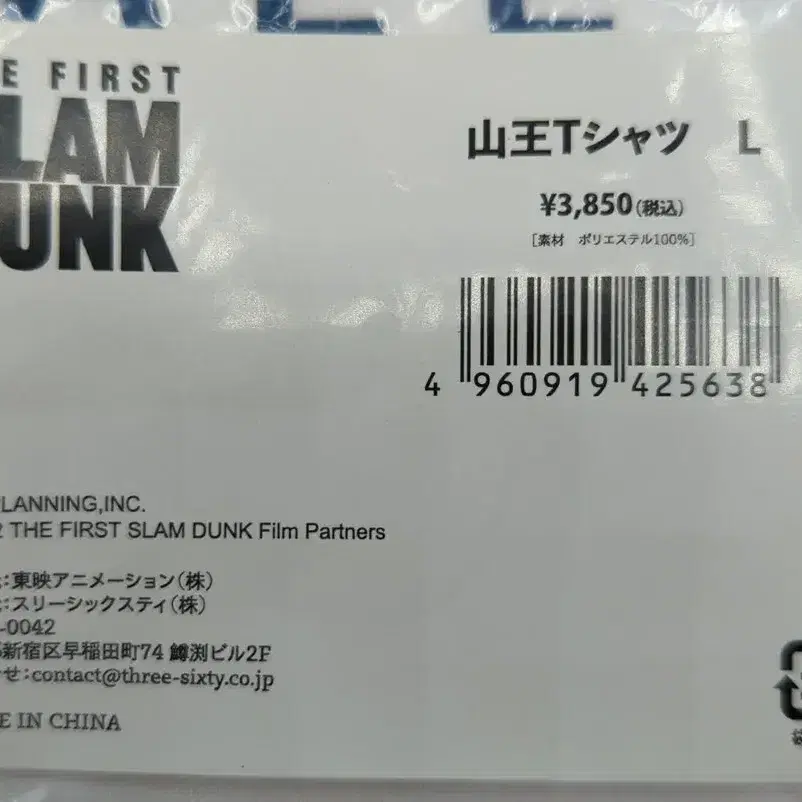 E FIRST
LAM
UNK
山王Tシャツ L
¥3,850(税込)
[素材 ポリエステル100%]
4 960919 425638
LANNING,INC.
2 THE FIRST SLAM DUNK Film Partners
:東映アニメーション(株)
:スリーシックスティ(株)
-0042
新宿区早稲田町74 鱒渕ビル2F
せ:contact@three-sixty.co.jp
E IN CHINA